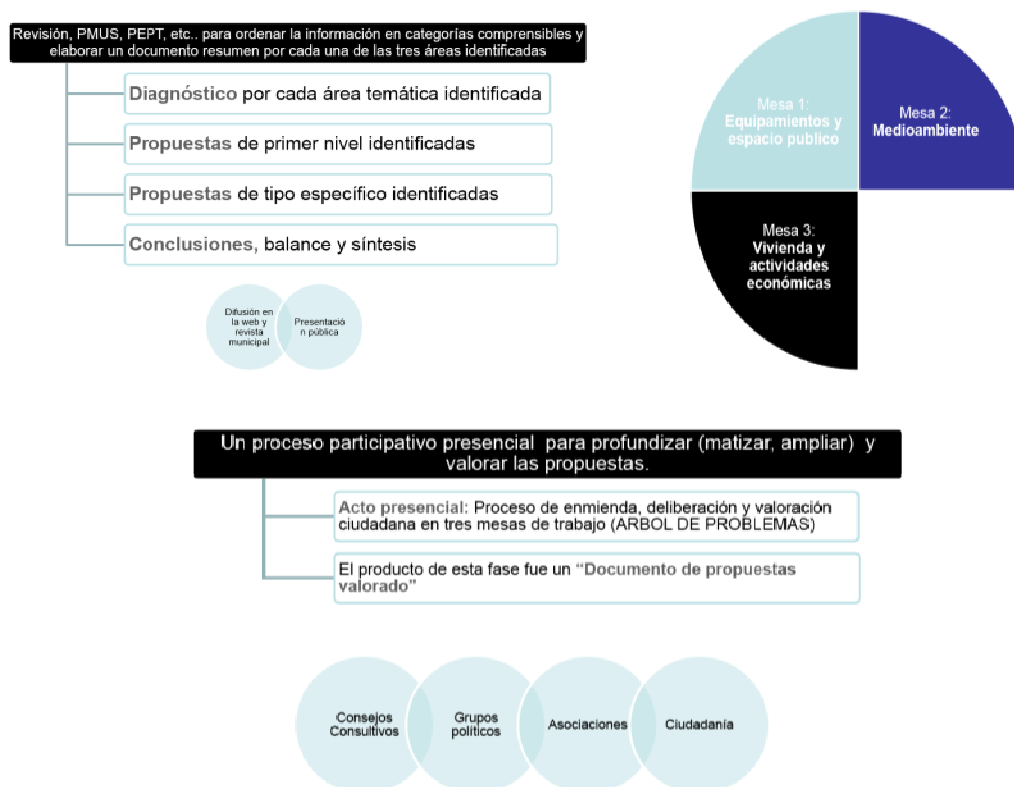 Revisión, PMUS, PEPT, etc.. para ordenar la información en categorías comprensibles y
elaborar un documento resumen por cada una de las tres áreas identificadas
Diagnóstico por cada área temática identificada
Propuestas de primer nivel identificadas
Propuestas de tipo específico identificadas
Conclusiones, balance y síntesis
Difusión en
la web y
revista
municipal
Presentació
n pública
Mesa 1:
Equipamientos y
espacio publico
Mesa 2:
Medioambiente
Mesa 3:
Vivienda y
actividades
económicas
Un proceso participativo presencial para profundizar (matizar, ampliar) y
valorar las propuestas.
Acto presencial: Proceso de enmienda, deliberación y valoración
ciudadana en tres mesas de trabajo (ARBOL DE PROBLEMAS)
El producto de esta fase fue un “Documento de propuestas
valorado”
Consejos
Consultivos
Grupos
políticos
Asociaciones
Ciudadanía